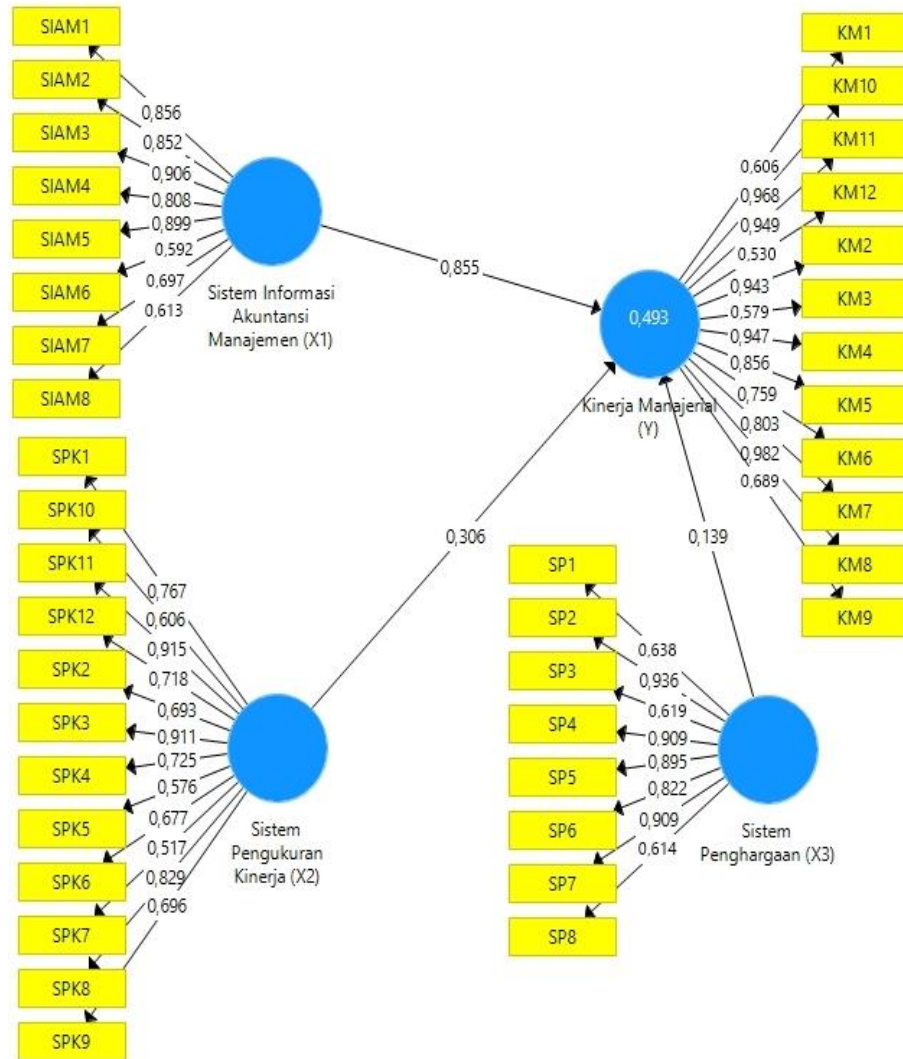 SIAM1
SIAM2
SIAM3
SIAM4
SIAM5
SIAM6
SIAM7
SIAM8
0,856
0,852
0,906
0,808
0,899
0,592
0,697
0,613
Sistem Informasi
Akuntansi
Manajemen (X1)
0,855
KM1
KM10
KM11
KM12
KM2
KM3
KM4
KM5
KM6
KM7
KM8
KM9
0,606
0,968
0,949
0,530
0,943
0,579
0,947
0,856
0,759
0,803
0,982
0,689
0,493
Kinerja Manajerial
(Y)
SPK1
SPK10
SPK11
SPK12
SPK2
SPK3
SPK4
SPK5
SPK6
SPK7
SPK8
SPK9
0,767
0,606
0,915
0,718
0,693
0,911
0,725
0,576
0,677
0,517
0,829
0,696
Sistem
Pengukuran
Kinerja (X2)
0,306
SP1
SP2
SP3
SP4
SP5
SP6
SP7
SP8
0,638
0,936
0,619
0,909
0,895
0,822
0,909
0,614
Sistem
Penghargaan (X3)
0,139